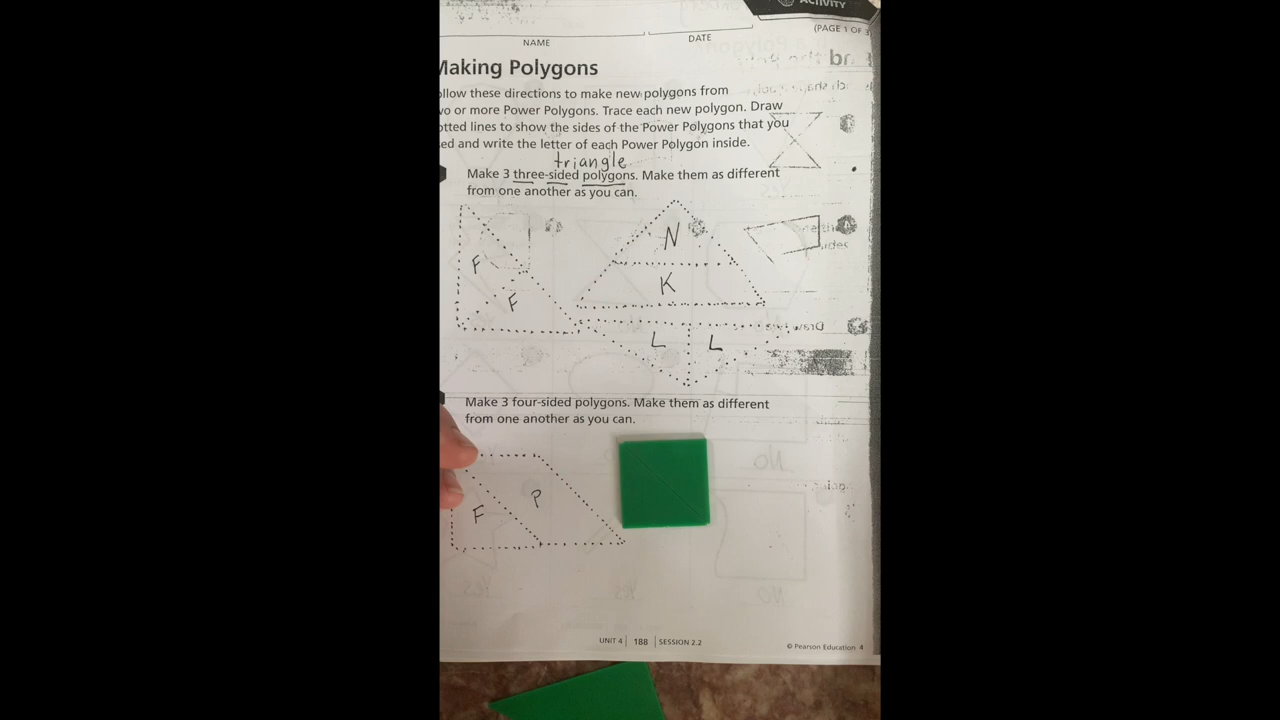 ACTIVITY
(PAGE 1 OF 3
NAME DATE
Making Polygons
ollow these directions to make new polygons from
wo or more Power Polygons. Trace each new polygon. Draw
otted lines to show the sides of the Power Polygons that you
ed and write the letter of each Power Polygon inside.
triangle
Make 3 three-sided polygons. Make them as different
from one another as you can.
N
F
K
F
L L
Make 3 four-sided polygons. Make them as different
from one another as you can.
P
F
UNIT 4 188 SESSION 2.2
© Pearson Education 4